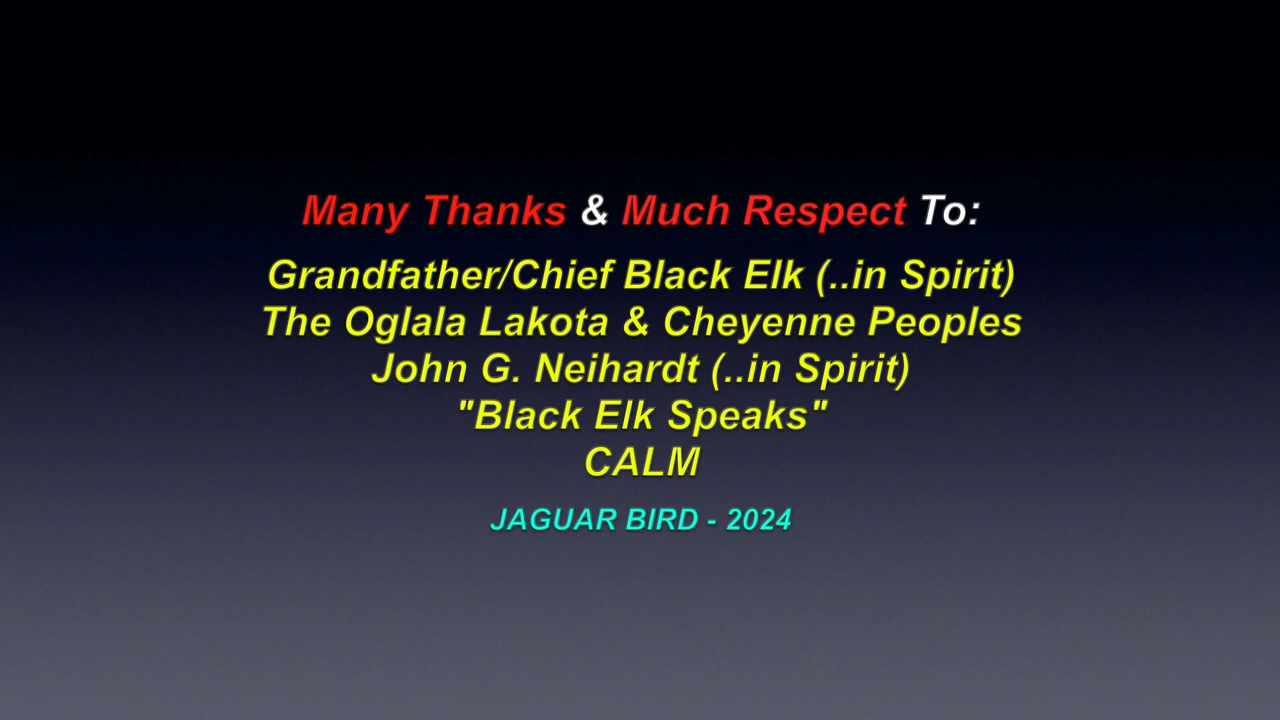 Many Thanks & Much Respect To:
Grandfather/Chief Black Elk (..in Spirit)
The Oglala Lakota & Cheyenne Peoples
John G. Neihardt (..in Spirit)
"Black Elk Speaks"
CALM
JAGUAR BIRD - 2024